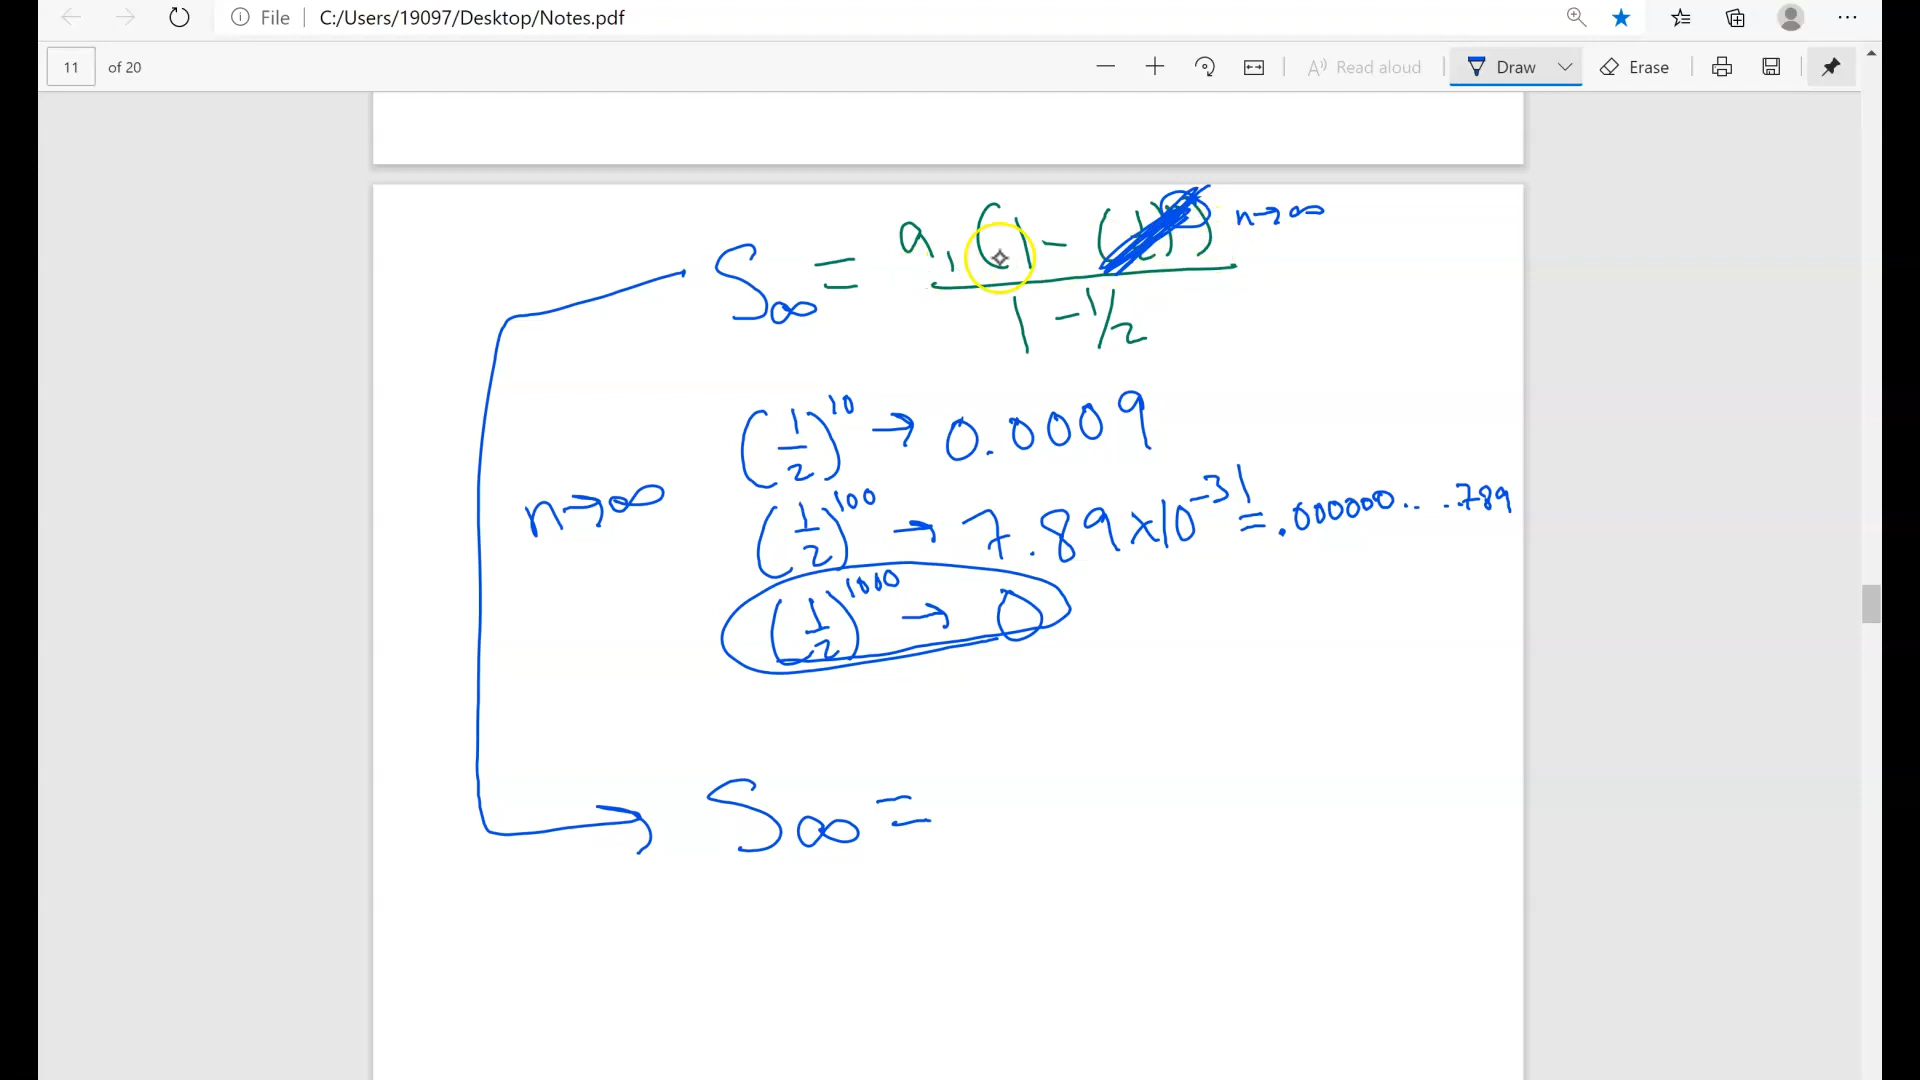 File | C:/Users/19097/Desktop/Notes.pdf
11 of 20 Read aloud Draw Erase
S∞ = a₁(1 - (1/2)ⁿ) n→∞
1 - 1/2
(1/2)^10 → 0.0009
n→∞
(1/2)^100 → 7.89 × 10^-31 = .000000.. ..789
(1/2)^1000 → 0
S∞ =